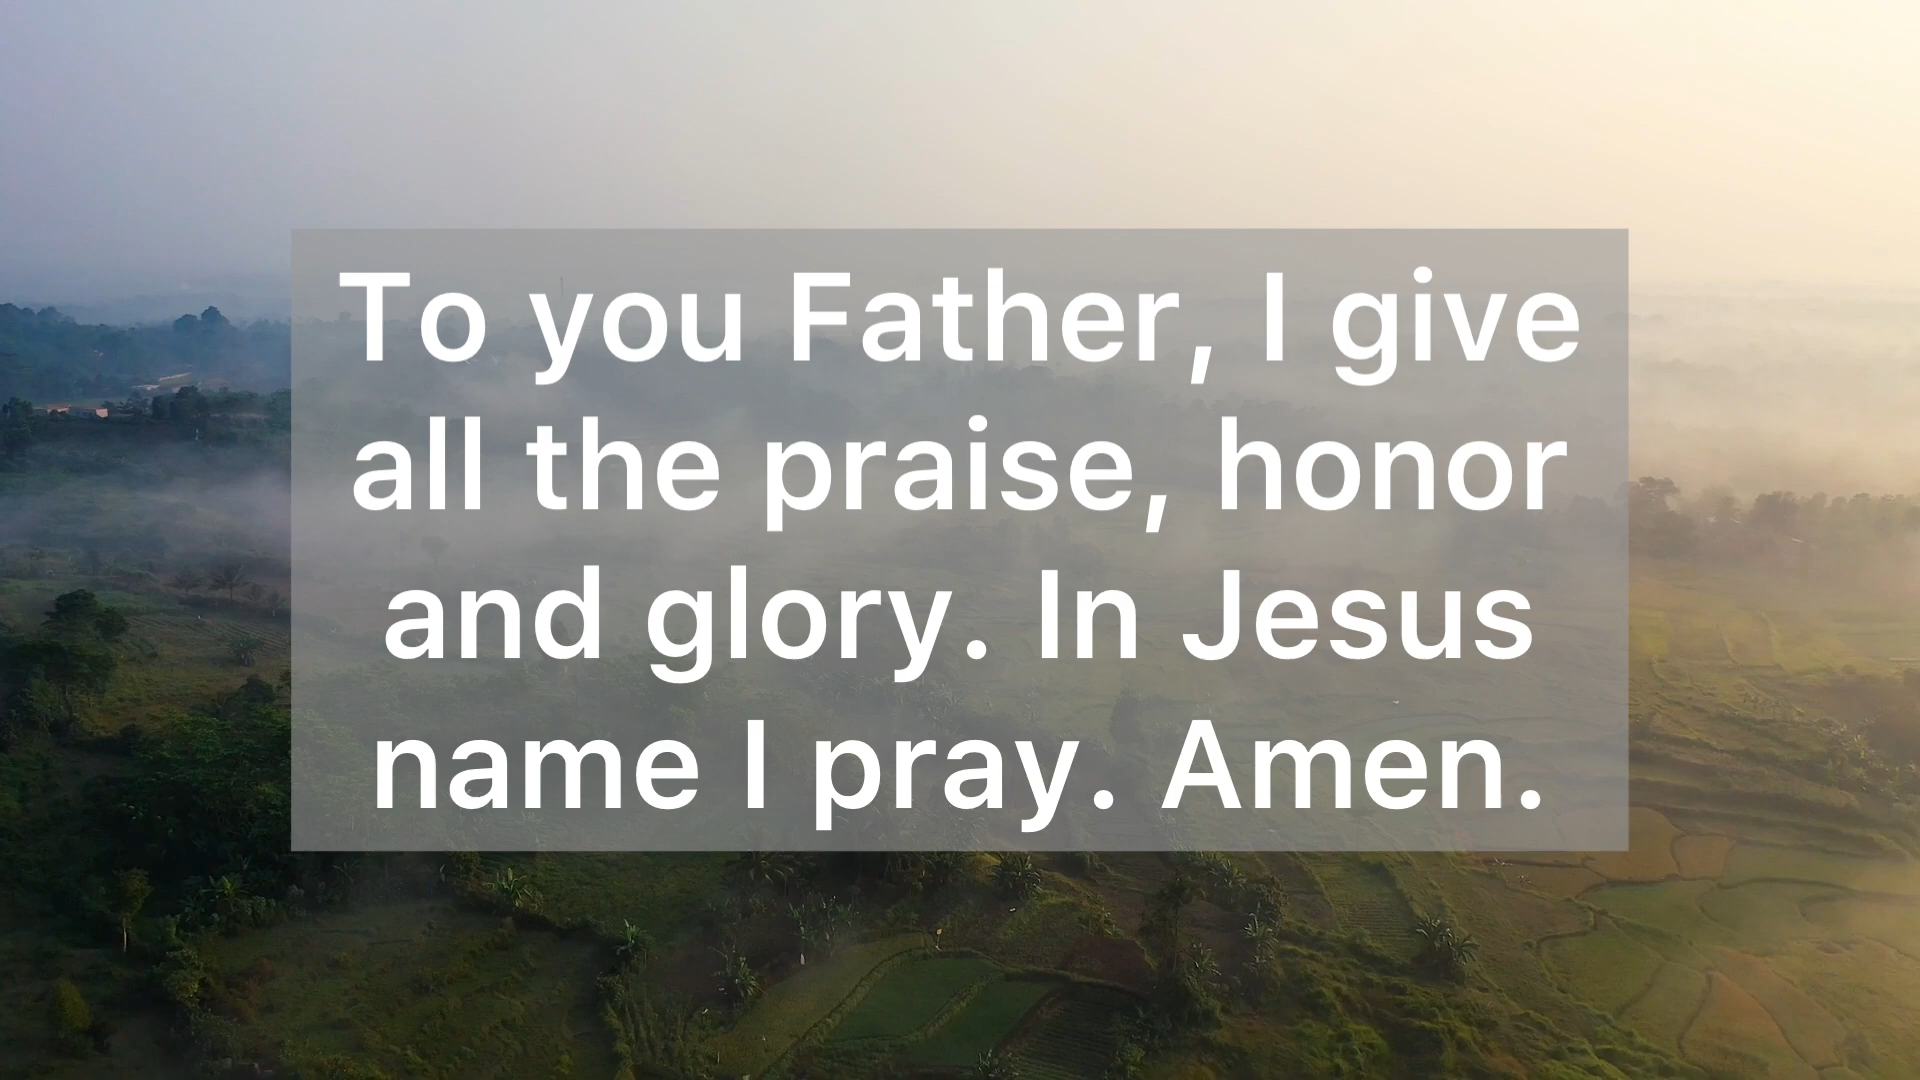 To you Father, I give
all the praise, honor
and glory. In Jesus
name I pray. Amen.